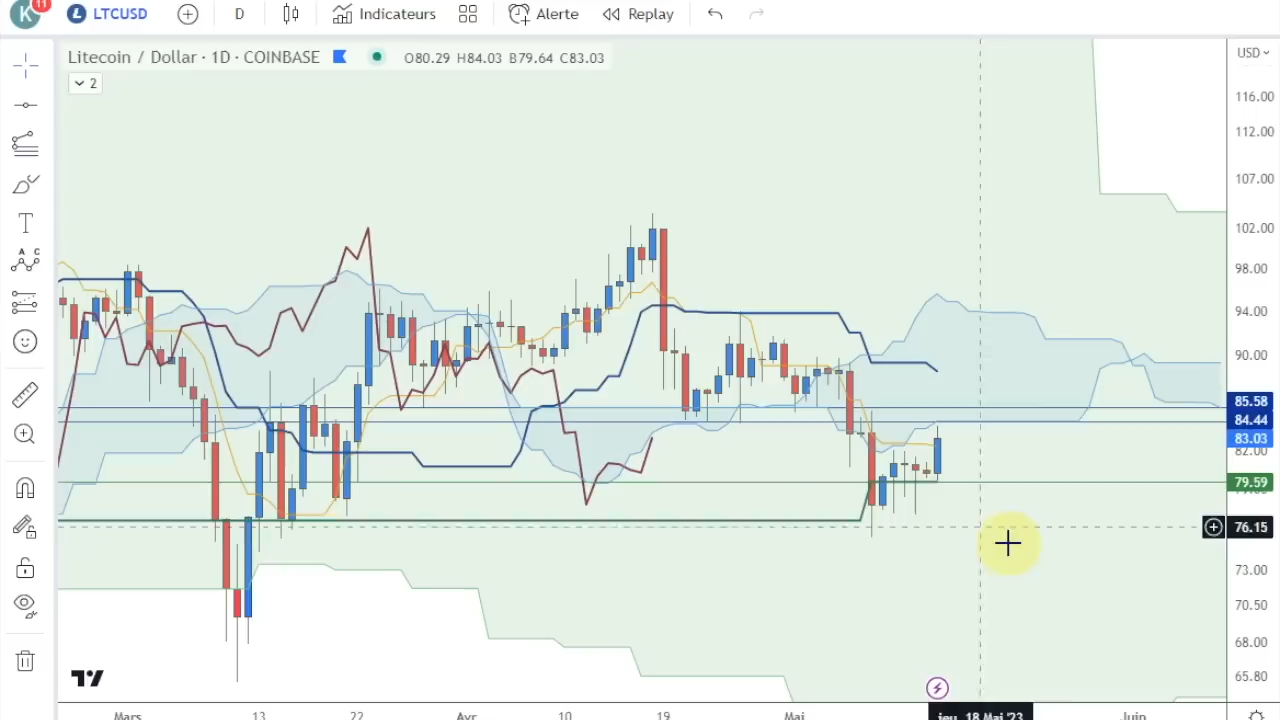 K 11 LTCUSD D Indicateurs Alerte Replay
Litecoin / Dollar · 1D · COINBASE O80.29 H84.03 B79.64 C83.03
2
USD
116.00
112.00
107.00
102.00
98.00
94.00
90.00
85.58
84.44
83.03
82.00
79.59
76.15
73.00
70.50
68.00
65.80
T
A C
B
TV
Mars 13 22 Avr 10 19 Mai jeu. 18 Mai '23 Juin